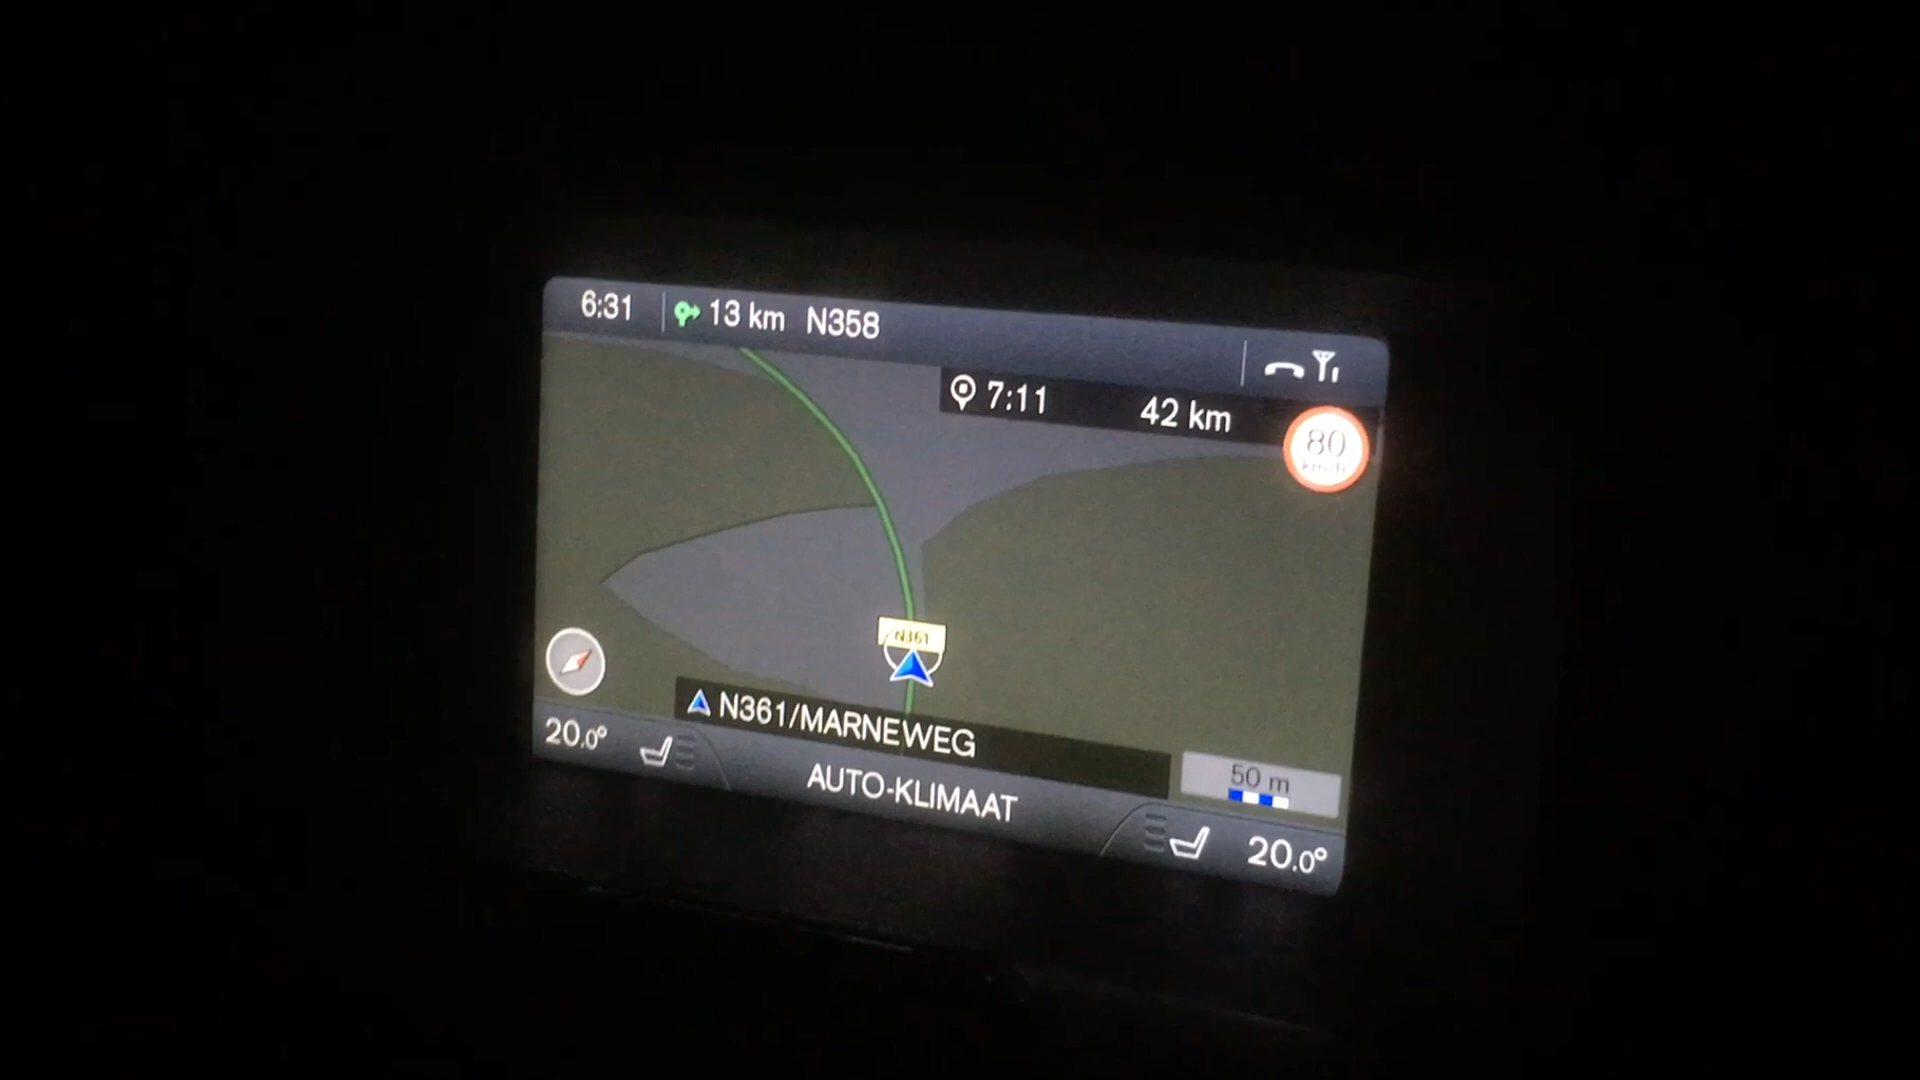 6:31 13 km N358
7:11 42 km
80
km/h
N361
N361/MARNEWEG
50 m
20.0° AUTO-KLIMAAT 20.0°